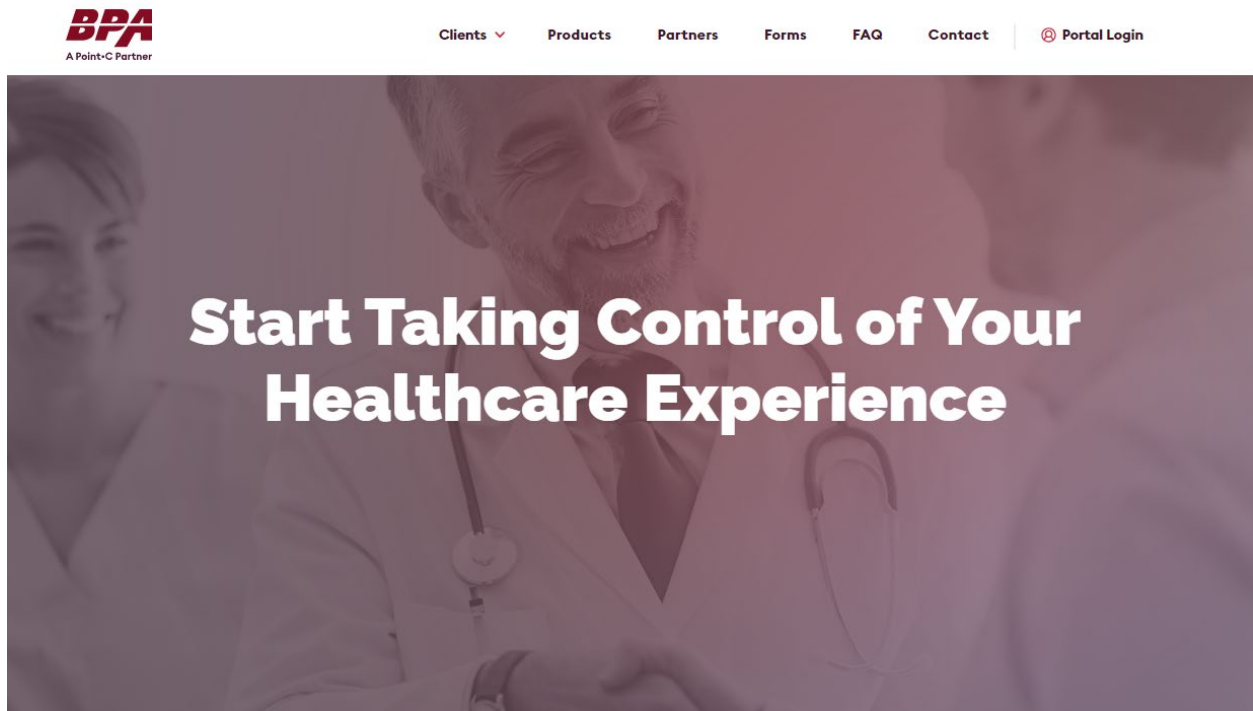 BPA
A Point•C Partner
Clients
Products
Partners
Forms
FAQ
Contact
Portal Login
Start Taking Control of Your
Healthcare Experience